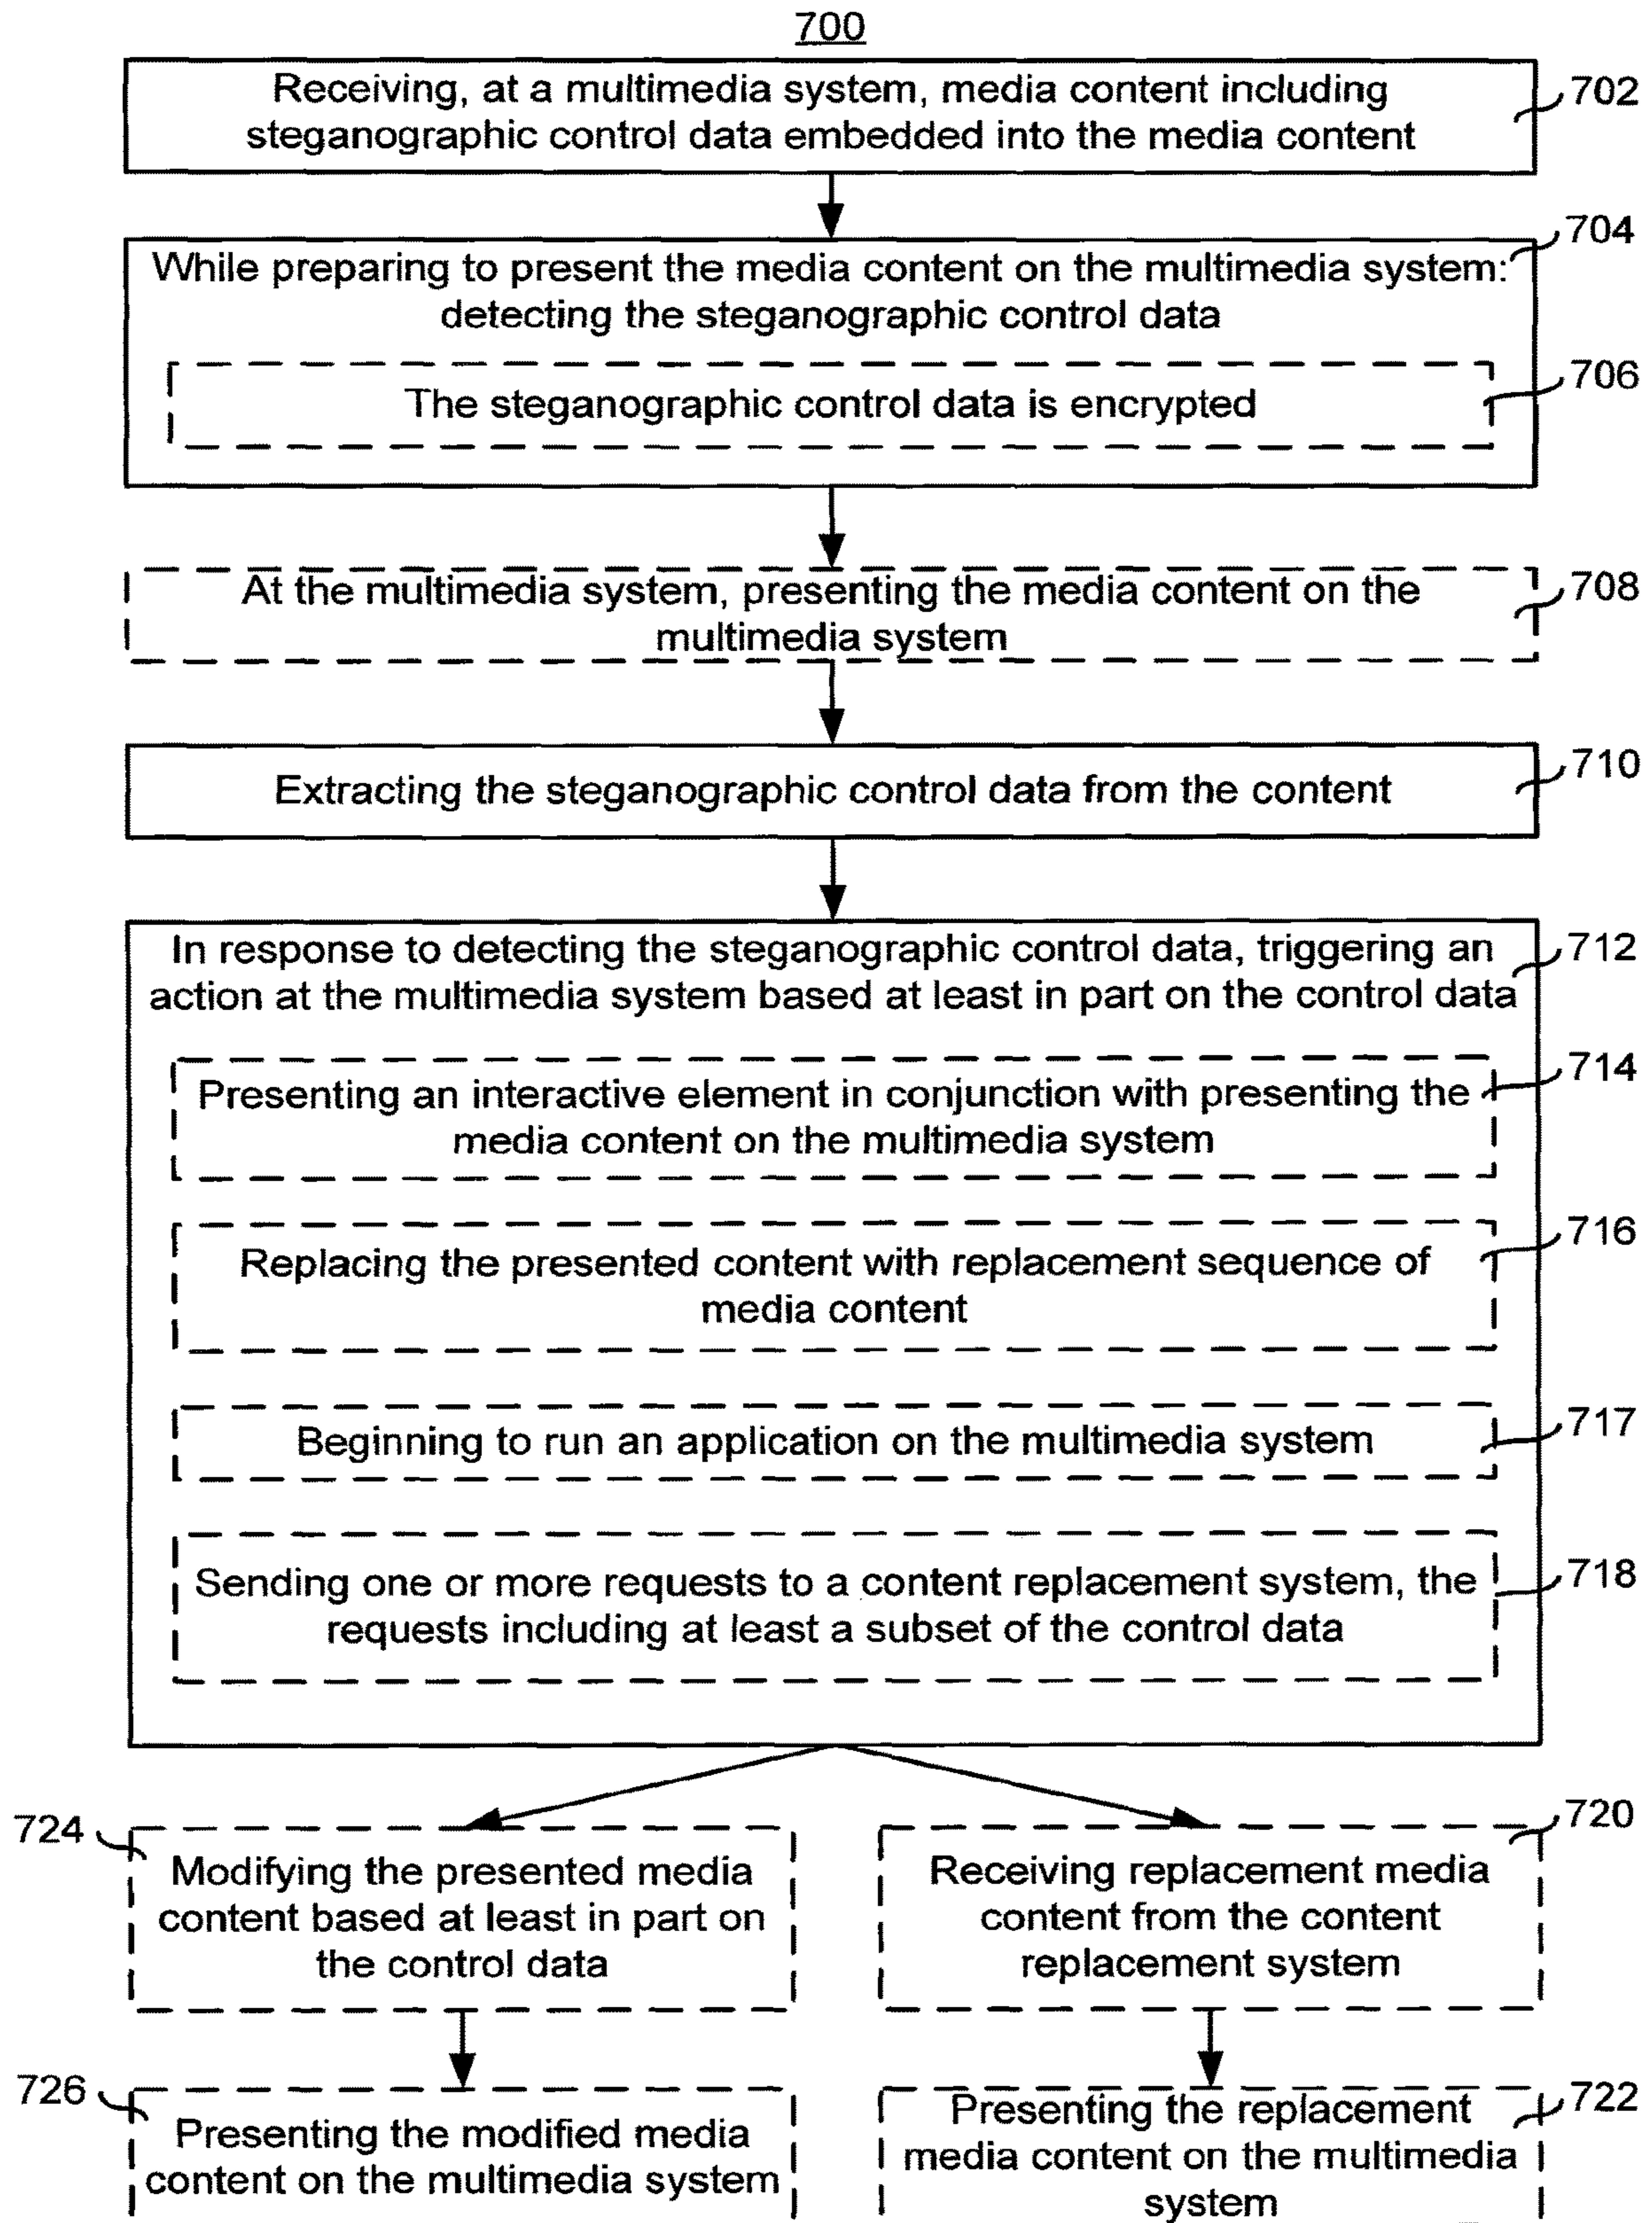 700
Receiving, at a multimedia system, media content including
steganographic control data embedded into the media content
702
704
While preparing to present the media content on the multimedia system:
detecting the steganographic control data
The steganographic control data is encrypted
706
At the multimedia system, presenting the media content on the
multimedia system
708
Extracting the steganographic control data from the content
710
In response to detecting the steganographic control data, triggering an
action at the multimedia system based at least in part on the control data
712
Presenting an interactive element in conjunction with presenting the
media content on the multimedia system
714
Replacing the presented content with replacement sequence of
media content
716
Beginning to run an application on the multimedia system
717
Sending one or more requests to a content replacement system, the
requests including at least a subset of the control data
718
724
Modifying the presented media
content based at least in part on
the control data
720
Receiving replacement media
content from the content
replacement system
726
Presenting the modified media
content on the multimedia system
722
Presenting the replacement
media content on the multimedia
system